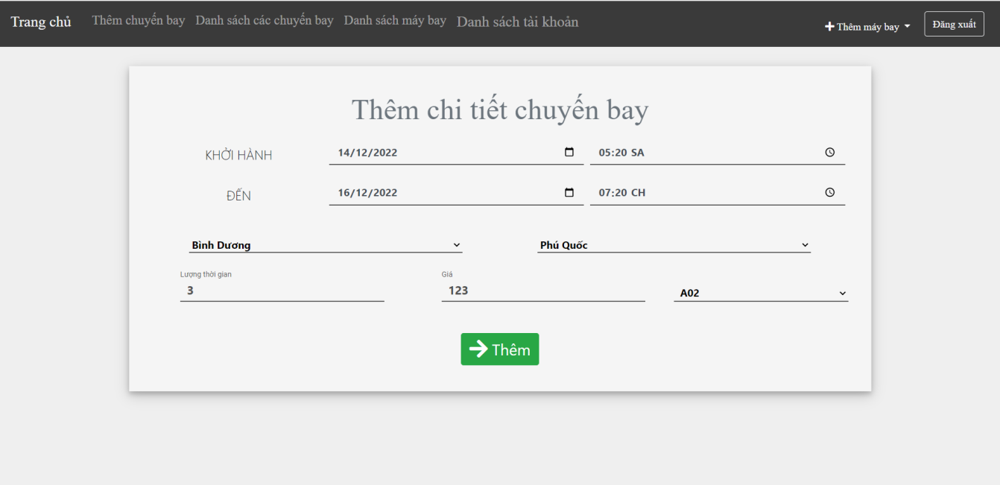 Trang chủ Thêm chuyến bay Danh sách các chuyến bay Danh sách máy bay Danh sách tài khoản Thêm máy bay Đăng xuất
Thêm chi tiết chuyến bay
KHỞI HÀNH 14/12/2022 05:20 SA
ĐẾN 16/12/2022 07:20 CH
Bình Dương Phú Quốc
Lượng thời gian Giá
3 123 A02
Thêm